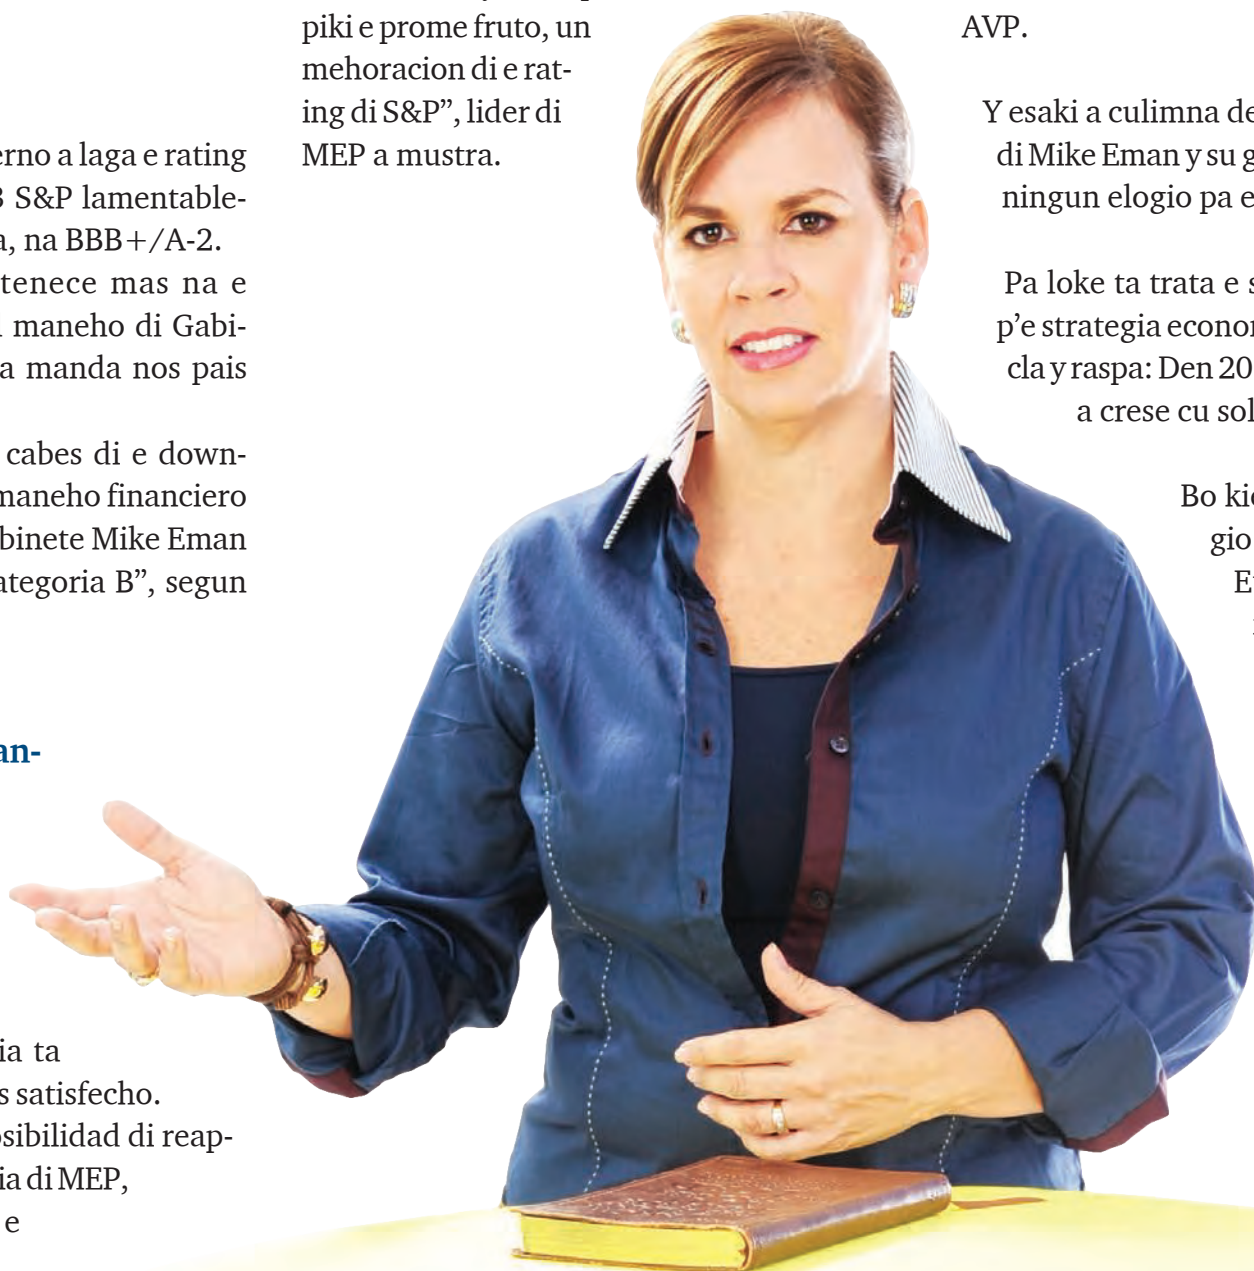 erno a laga e rating
S&P lamentable-
a, na BBB+/A-2.
tenece mas na e
maneho di Gabi-
a manda nos pais
cabes di e down-
maneho financiero
binete Mike Eman
ategoria B”, segun
an-
ia ta
s satisfecho.
osibilidad di reap-
ia di MEP,
e
piki e prome fruto, un
mehoracion di e rat-
ing di S&P”, lider di
MEP a mustra.
AVP.
Y esaki a culimna de
di Mike Eman y su g
ningun elogio pa e
Pa loke ta trata e s
p’e strategia econor
cla y raspa: Den 20
a crese cu sol
Bo kie
gio
E